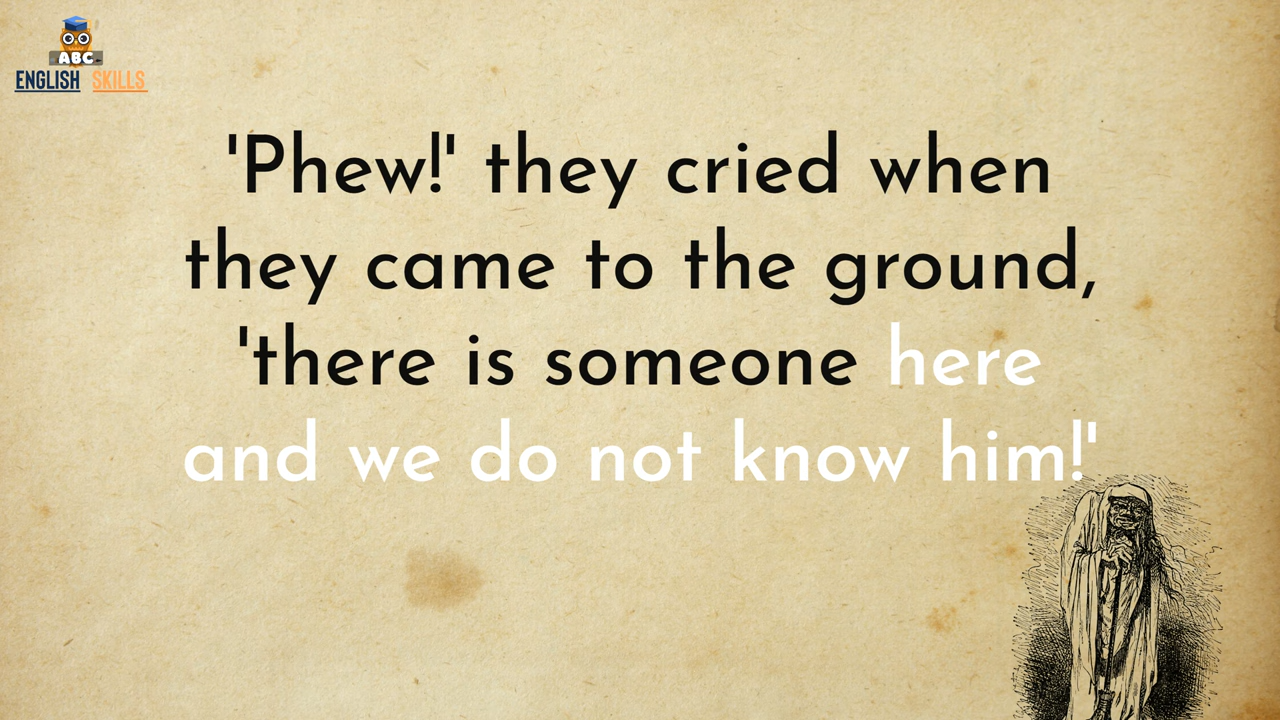 ABC
ENGLISH SKILLS
'Phew!' they cried when
they came to the ground,
'there is someone here
and we do not know him!'